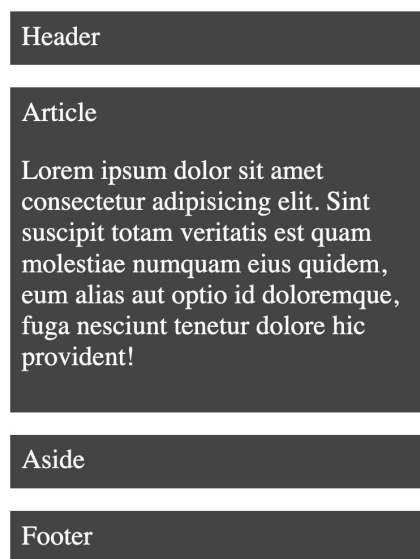 Header
Article
Lorem ipsum dolor sit amet
consectetur adipisicing elit. Sint
suscipit totam veritatis est quam
molestiae numquam eius quidem,
eum alias aut optio id doloremque,
fuga nesciunt tenetur dolore hic
provident!
Aside
Footer